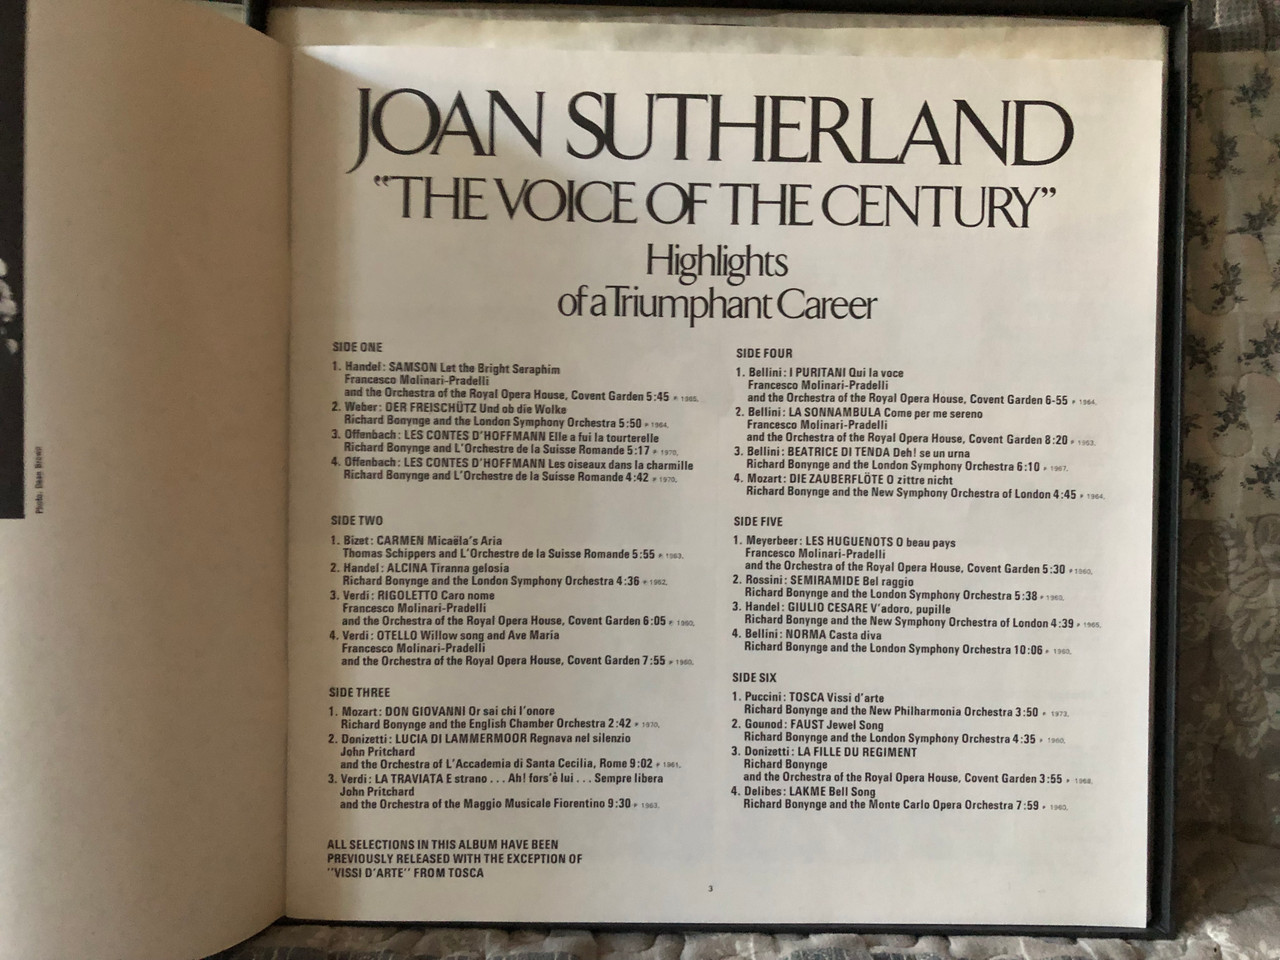 JOAN SUTHERLAND
"THE VOICE OF THE CENTURY"
Highlights
of a Triumphant Career
SIDE ONE
1. Handel: SAMSON Let the Bright Seraphim
Francesco Molinari-Pradelli
and the Orchestra of the Royal Opera House, Covent Garden 5:45
2. Weber: DER FREISCHÜTZ Und ob die Wolke
Richard Bonynge and the London Symphony Orchestra 5:50 ℗ 1964.
3. Offenbach: LES CONTES D'HOFFMANN Elle a fui la tourterelle
Richard Bonynge and L'Orchestre de la Suisse Romande 5:17 ℗ 1970.
4. Offenbach: LES CONTES D'HOFFMANN Les oiseaux dans la charmille
Richard Bonynge and L'Orchestre de la Suisse Romande 4:42 ℗ 1970.
SIDE TWO
1. Bizet: CARMEN Micaëla's Aria
Thomas Schippers and L'Orchestre de la Suisse Romande 5:55 ℗ 1963.
2. Handel: ALCINA Tiranna gelosia
Richard Bonynge and the London Symphony Orchestra 4:36 ℗ 1962.
3. Verdi: RIGOLETTO Caro nome
Francesco Molinari-Pradelli
and the Orchestra of the Royal Opera House, Covent Garden 6:05 ℗ 1960.
4. Verdi: OTELLO Willow song and Ave Maria
Francesco Molinari-Pradelli
and the Orchestra of the Royal Opera House, Covent Garden 7:55 ℗ 1960.
SIDE THREE
1. Mozart: DON GIOVANNI Or sai chi l'onore
Richard Bonynge and the English Chamber Orchestra 2:42
2. Donizetti: LUCIA DI LAMMERMOOR Regnava nel silenzio
John Pritchard
and the Orchestra of L'Accademia di Santa Cecilia, Rome 9:02 ℗ 1961.
3. Verdi: LA TRAVIATA E strano . . . Ah! fors'è lui . . . Sempre libera
John Pritchard
and the Orchestra of the Maggio Musicale Fiorentino 9:30 ℗ 1963.
ALL SELECTIONS IN THIS ALBUM HAVE BEEN
PREVIOUSLY RELEASED WITH THE EXCEPTION OF
"VISSI D'ARTE" FROM TOSCA
SIDE FOUR
1. Bellini: I PURITANI Qui la voce
Francesco Molinari-Pradelli
and the Orchestra of the Royal Opera House, Covent Garden 6-55 ℗ 1964.
2. Bellini: LA SONNAMBULA Come per me sereno
Francesco Molinari-Pradelli
and the Orchestra of the Royal Opera House, Covent Garden 8:20
3. Bellini: BEATRICE DI TENDA Deh! se un urna
Richard Bonynge and the London Symphony Orchestra 6:10 ℗ 1967.
4. Mozart: DIE ZAUBERFLÖTE O zittre nicht
Richard Bonynge and the New Symphony Orchestra of London 4:45 ℗ 1964.
SIDE FIVE
1. Meyerbeer: LES HUGUENOTS O beau pays
Francesco Molinari-Pradelli
and the Orchestra of the Royal Opera House, Covent Garden 5:30 ℗ 1960.
2. Rossini: SEMIRAMIDE Bel raggio
Richard Bonynge and the London Symphony Orchestra 5:38
3. Handel: GIULIO CESARE V'adoro, pupille
Richard Bonynge and the New Symphony Orchestra of London 4:39
4. Bellini: NORMA Casta diva
Richard Bonynge and the London Symphony Orchestra 10:06
SIDE SIX
1. Puccini: TOSCA Vissi d'arte
Richard Bonynge and the New Philharmonia Orchestra 3:50 ℗ 1973.
2. Gounod: FAUST Jewel Song
Richard Bonynge and the London Symphony Orchestra 4:35
3. Donizetti: LA FILLE DU REGIMENT
Richard Bonynge
and the Orchestra of the Royal Opera House, Covent Garden 3:55 ℗ 1968.
4. Delibes: LAKME Bell Song
Richard Bonynge and the Monte Carlo Opera Orchestra 7:59
3